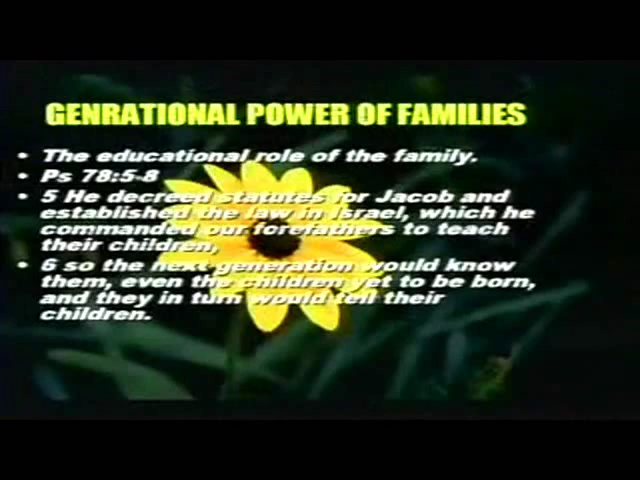 GENRATIONAL POWER OF FAMILIES
• The educational role of the family.
• Ps 78:5-8
• 5 He decreed statutes for Jacob and
established the law in Israel, which he
commanded our forefathers to teach
their children,
• 6 so the next generation would know
them, even the children yet to be born,
and they in turn would tell their
children.